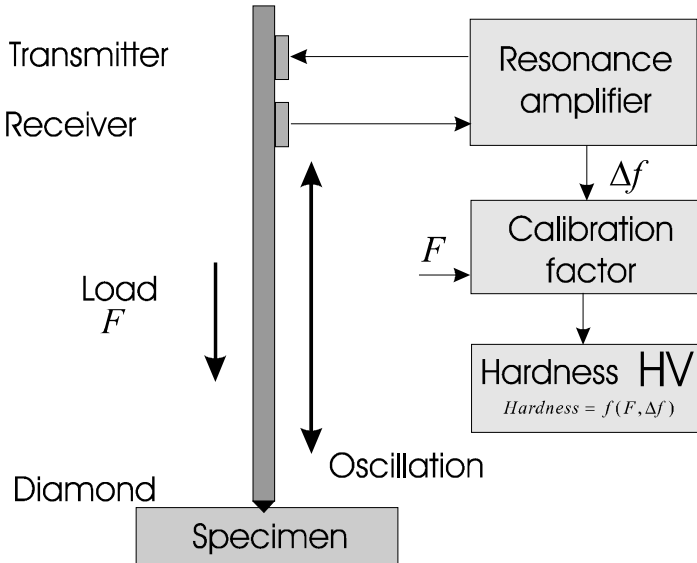 Transmitter
Receiver
Resonance
amplifier
Δf
Calibration
factor
F
Load
F
Hardness HV
Hardness = f(F,Δf)
Oscillation
Diamond
Specimen